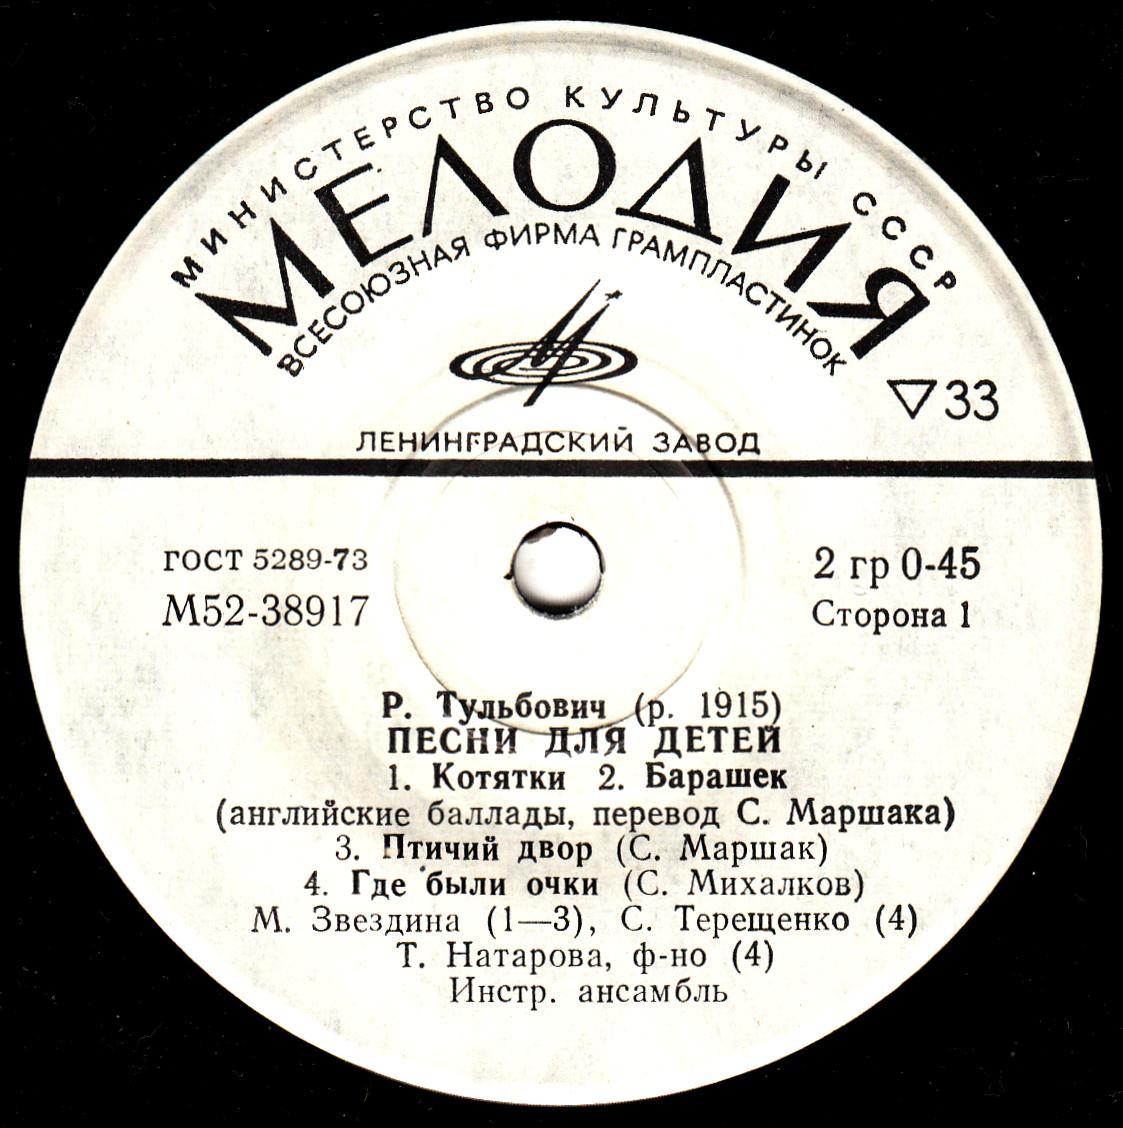 МИНИСТЕРСТВО КУЛЬТУРЫ СССР
МЕЛОДИЯ
ВСЕСОЮЗНАЯ ФИРМА ГРАМПЛАСТИНОК
▽33
ЛЕНИНГРАДСКИЙ ЗАВОД
ГОСТ 5289-73
М52-38917
2 гр 0-45
Сторона 1
Р. Тульбович (р. 1915)
ПЕСНИ ДЛЯ ДЕТЕЙ
1. Котятки 2. Барашек
(английские баллады, перевод С. Маршака)
3. Птичий двор (С. Маршак)
4. Где были очки (С. Михалков)
М. Звездина (1—3), С. Терещенко (4)
Т. Натарова, ф-но (4)
Инстр. ансамбль